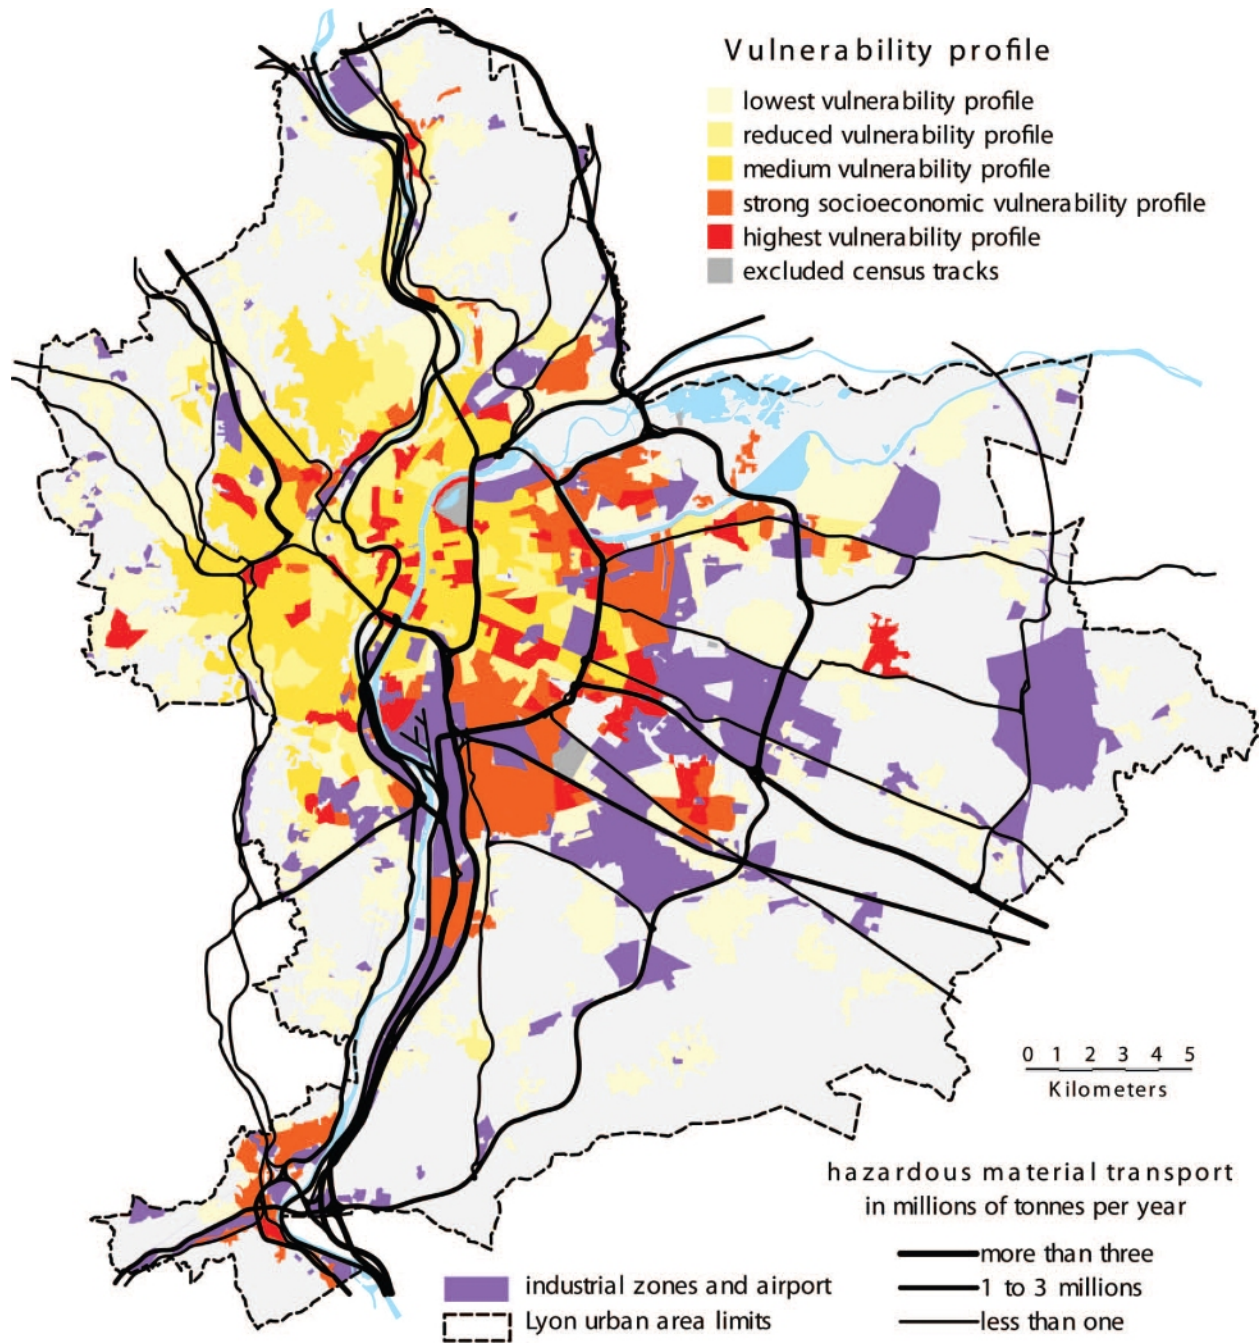 Vulnerability profile
lowest vulnerability profile
reduced vulnerability profile
medium vulnerability profile
strong socioeconomic vulnerability profile
highest vulnerability profile
excluded census tracks
0 1 2 3 4 5
Kilometers
hazardous material transport
in millions of tonnes per year
more than three
1 to 3 millions
less than one
industrial zones and airport
Lyon urban area limits